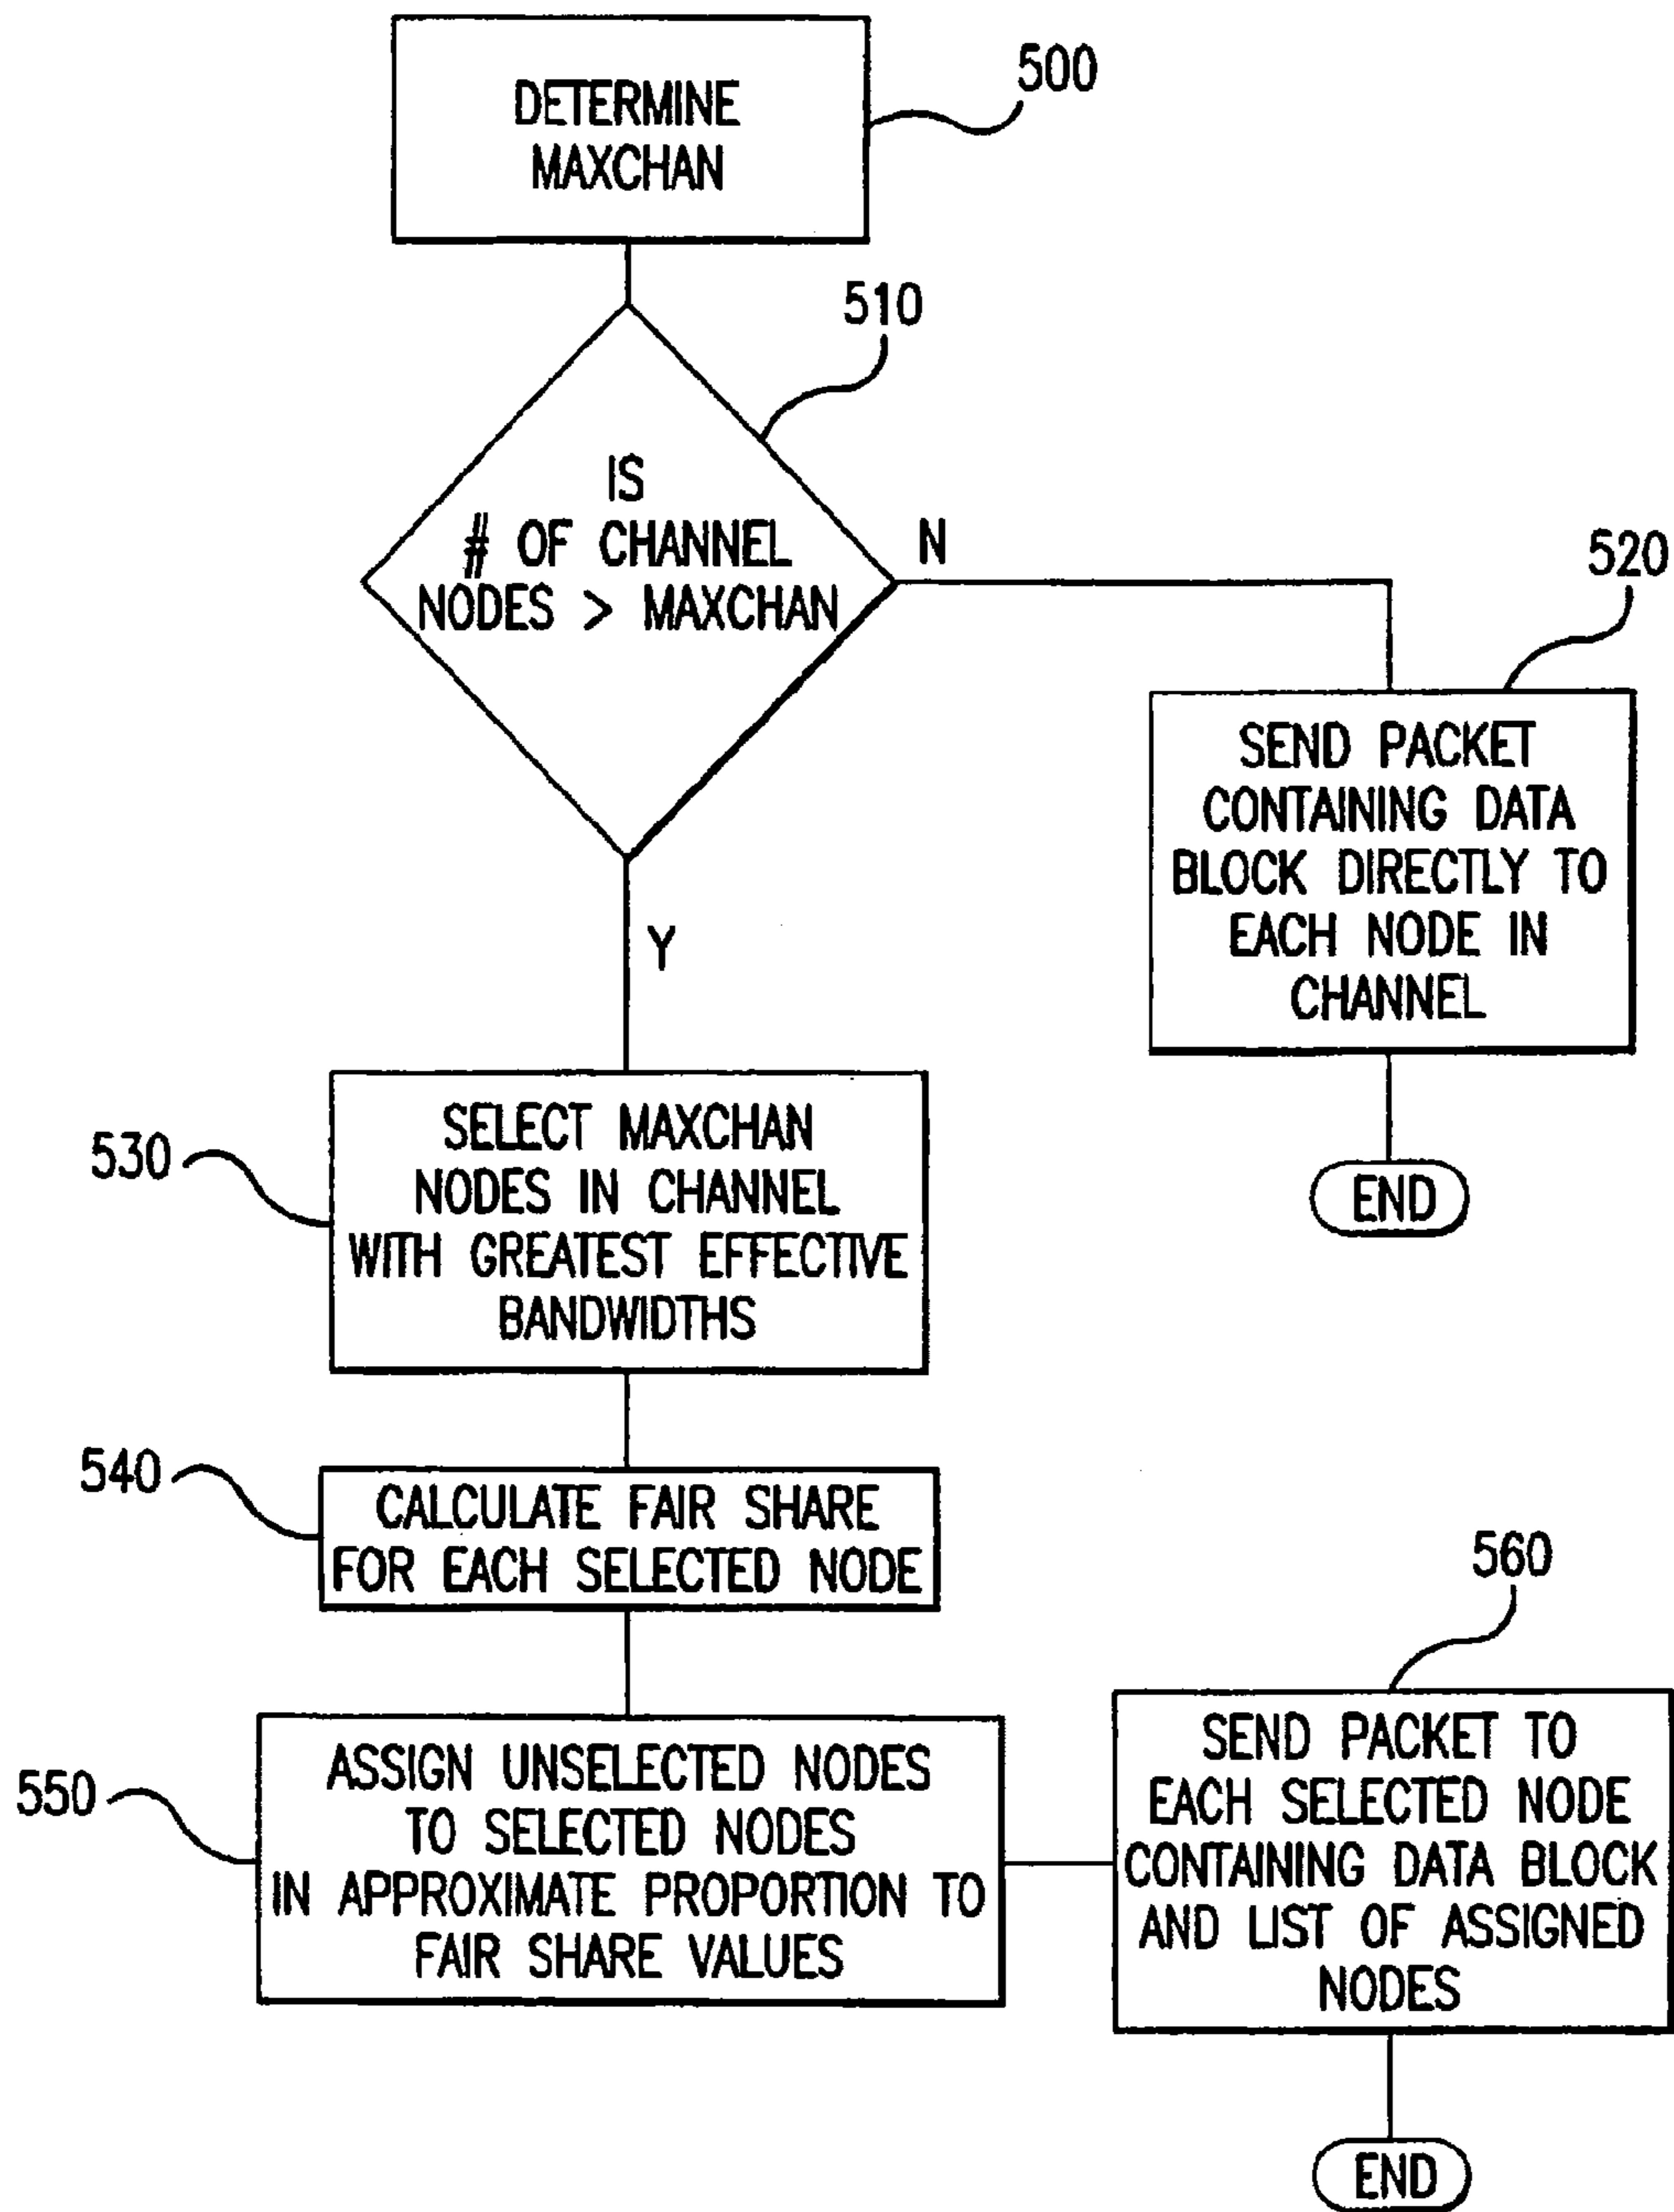 DETERMINE
MAXCHAN
500
510
IS
# OF CHANNEL
NODES > MAXCHAN
N
Y
520
SEND PACKET
CONTAINING DATA
BLOCK DIRECTLY TO
EACH NODE IN
CHANNEL
END
530
SELECT MAXCHAN
NODES IN CHANNEL
WITH GREATEST EFFECTIVE
BANDWIDTHS
540
CALCULATE FAIR SHARE
FOR EACH SELECTED NODE
550
ASSIGN UNSELECTED NODES
TO SELECTED NODES
IN APPROXIMATE PROPORTION TO
FAIR SHARE VALUES
560
SEND PACKET TO
EACH SELECTED NODE
CONTAINING DATA BLOCK
AND LIST OF ASSIGNED
NODES
END